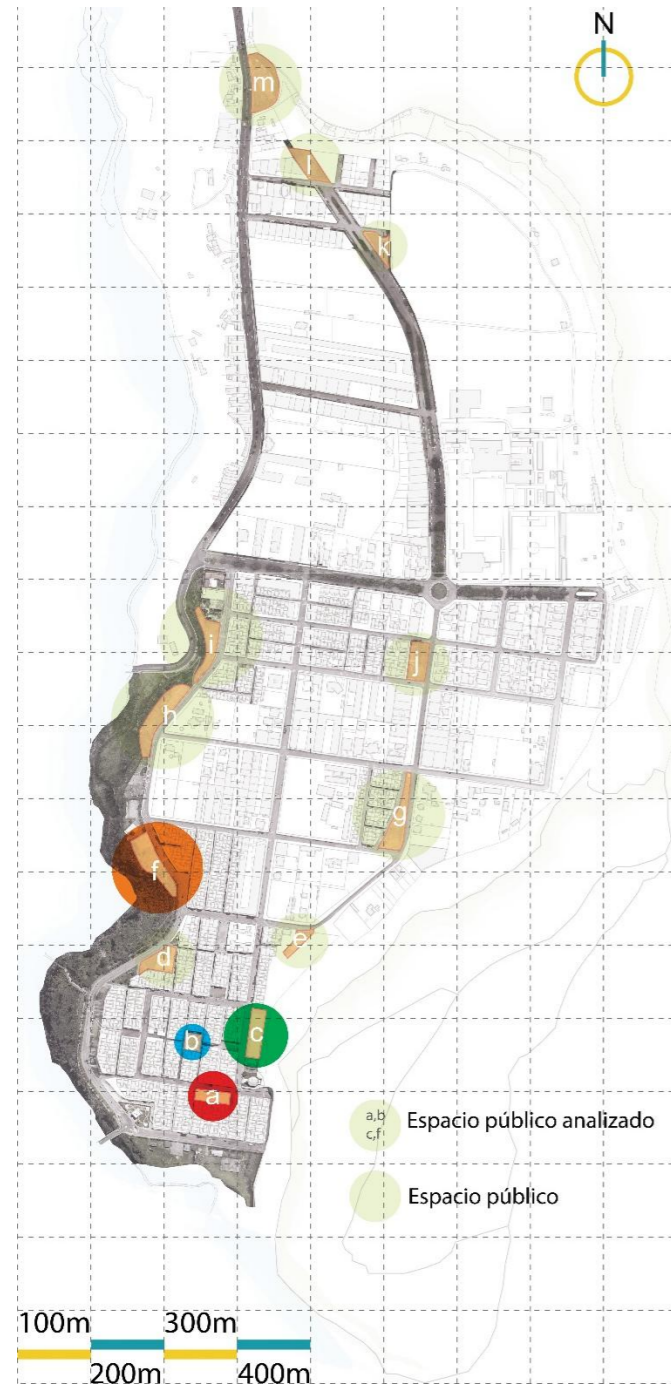 N
m
l
k
i
j
h
g
f
e
d
c
b
a
a,b
c,f
Espacio público analizado
Espacio público
100m
300m
200m
400m